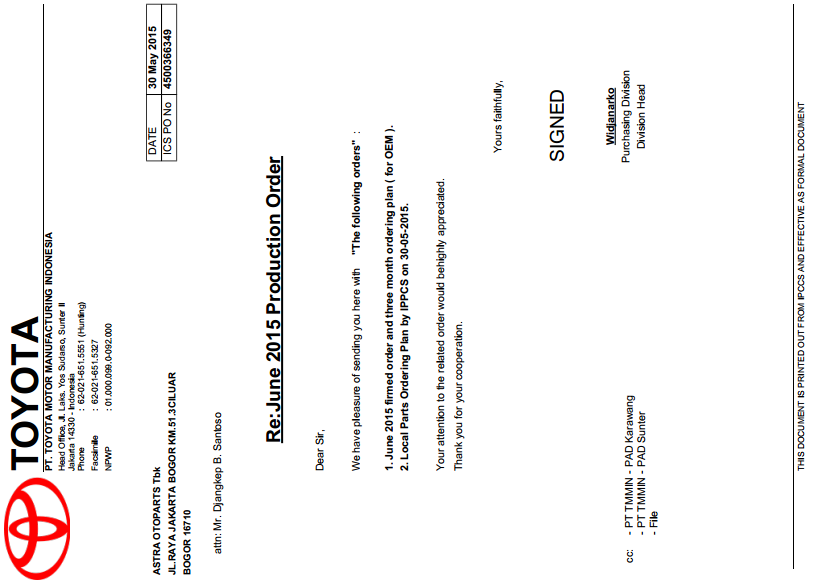 TOYOTA
PT. TOYOTA MOTOR MANUFACTURING INDONESIA
Head Office, Jl. Laks. Yos Sudarso, Sunter II
Jakarta 14330 - Indonesia
Phone : 62-021-651.5551 (Hunting)
Facsimile : 62-021-651.5327
NPWP : 01.000.099.0-092.000
DATE 30 May 2015
ICS PO No 4500366349
ASTRA OTOPARTS Tbk
JL.RAYA JAKARTA BOGOR KM.51.3CILUAR
BOGOR 16710
attn: Mr. Djangkep B. Santoso
Re:June 2015 Production Order
Dear Sir,
We have pleasure of sending you here with "The following orders" :
1. June 2015 firmed order and three month ordering plan ( for OEM ).
2. Local Parts Ordering Plan by IPPCS on 30-05-2015.
Your attention to the related order would behighly appreciated.
Thank you for your cooperation.
Yours faithfully,
SIGNED
Widjanarko
Purchasing Division
Division Head
cc: - PT TMMIN - PAD Karawang
- PT TMMIN - PAD Sunter
- File
THIS DOCUMENT IS PRINTED OUT FROM IPCCS AND EFFECTIVE AS FORMAL DOCUMENT